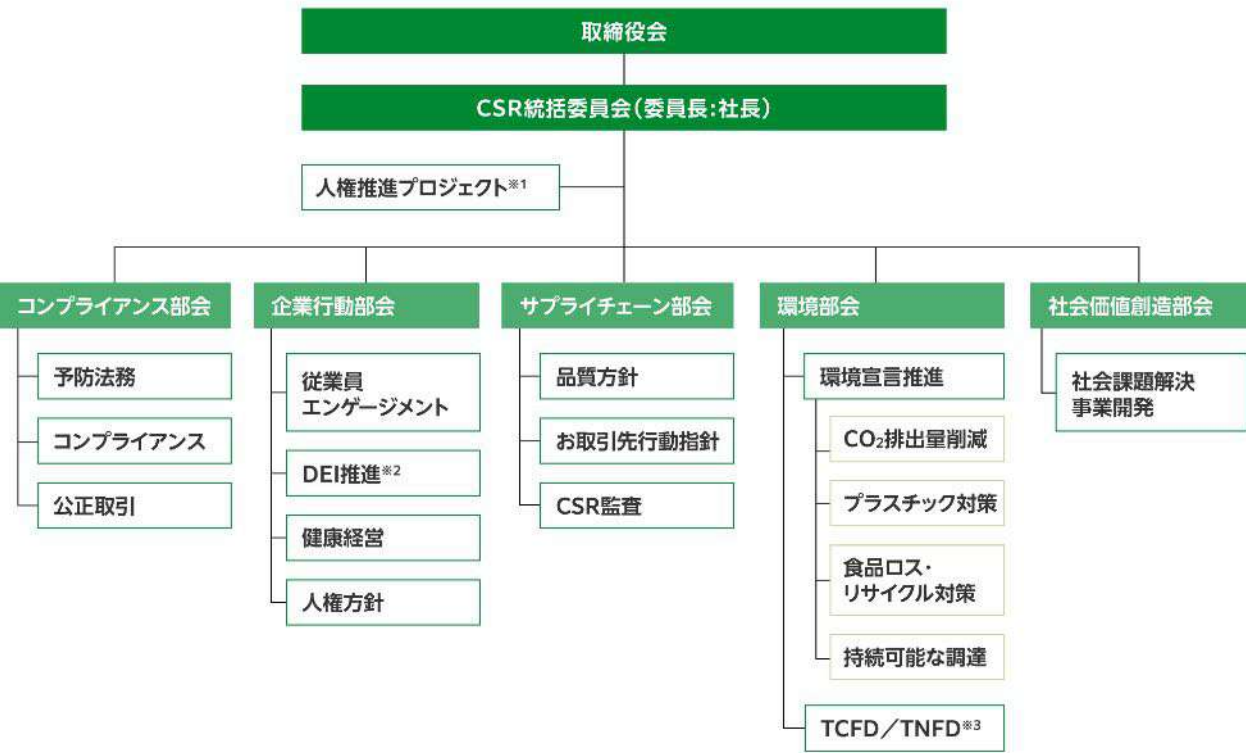 取締役会
CSR統括委員会(委員長:社長)
人権推進プロジェクト※1
コンプライアンス部会
予防法務
コンプライアンス
公正取引
企業行動部会
従業員
エンゲージメント
DEI推進※2
健康経営
人権方針
サプライチェーン部会
品質方針
お取引先行動指針
CSR監査
環境部会
環境宣言推進
CO₂排出量削減
プラスチック対策
食品ロス・
リサイクル対策
持続可能な調達
TCFD／TNFD※3
社会価値創造部会
社会課題解決
事業開発